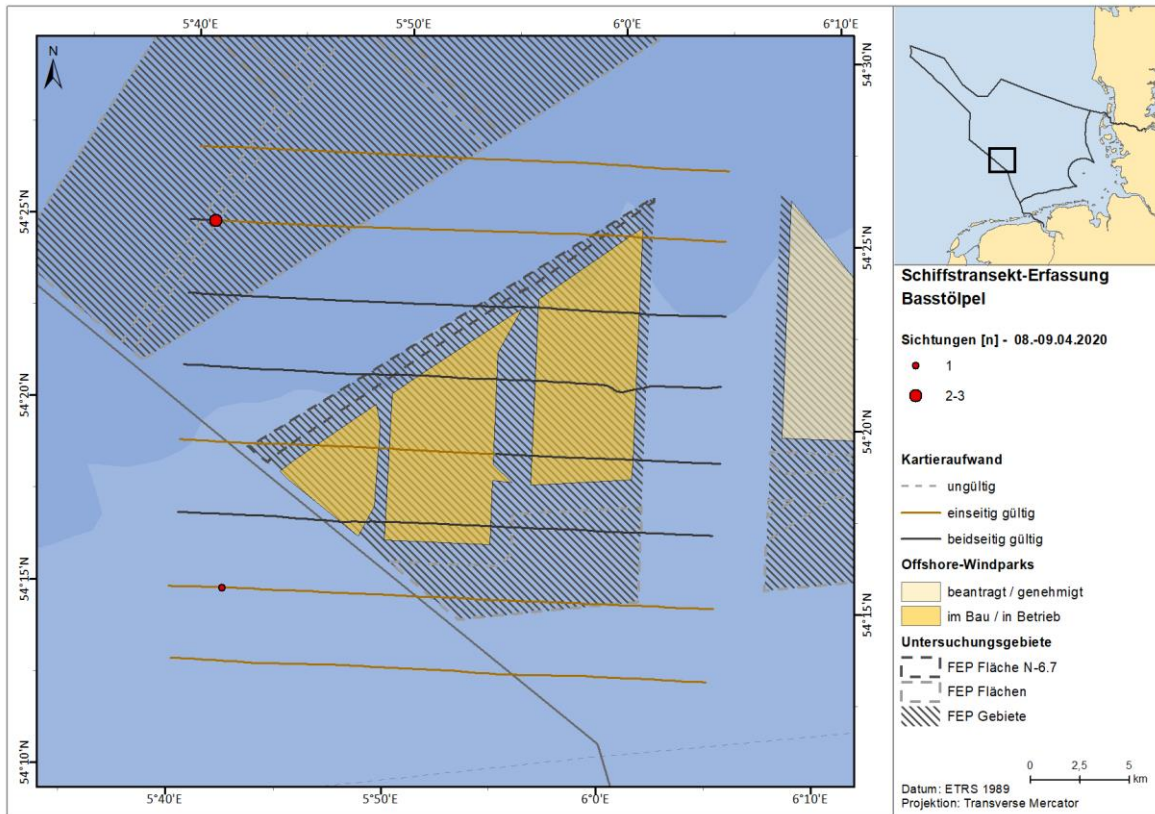 5°40'E
5°50'E
6°0'E
6°10'E
N
54°30'N
54°25'N
54°25'N
54°20'N
54°20'N
54°15'N
54°15'N
54°10'N
5°40'E
5°50'E
6°0'E
6°10'E
Schiffstransekt-Erfassung
Basstölpel
Sichtungen [n] - 08.-09.04.2020
1
2-3
Kartieraufwand
ungültig
einseitig gültig
beidseitig gültig
Offshore-Windparks
beantragt / genehmigt
im Bau / in Betrieb
Untersuchungsgebiete
FEP Fläche N-6.7
FEP Flächen
FEP Gebiete
0 2,5 5
km
Datum: ETRS 1989
Projektion: Transverse Mercator